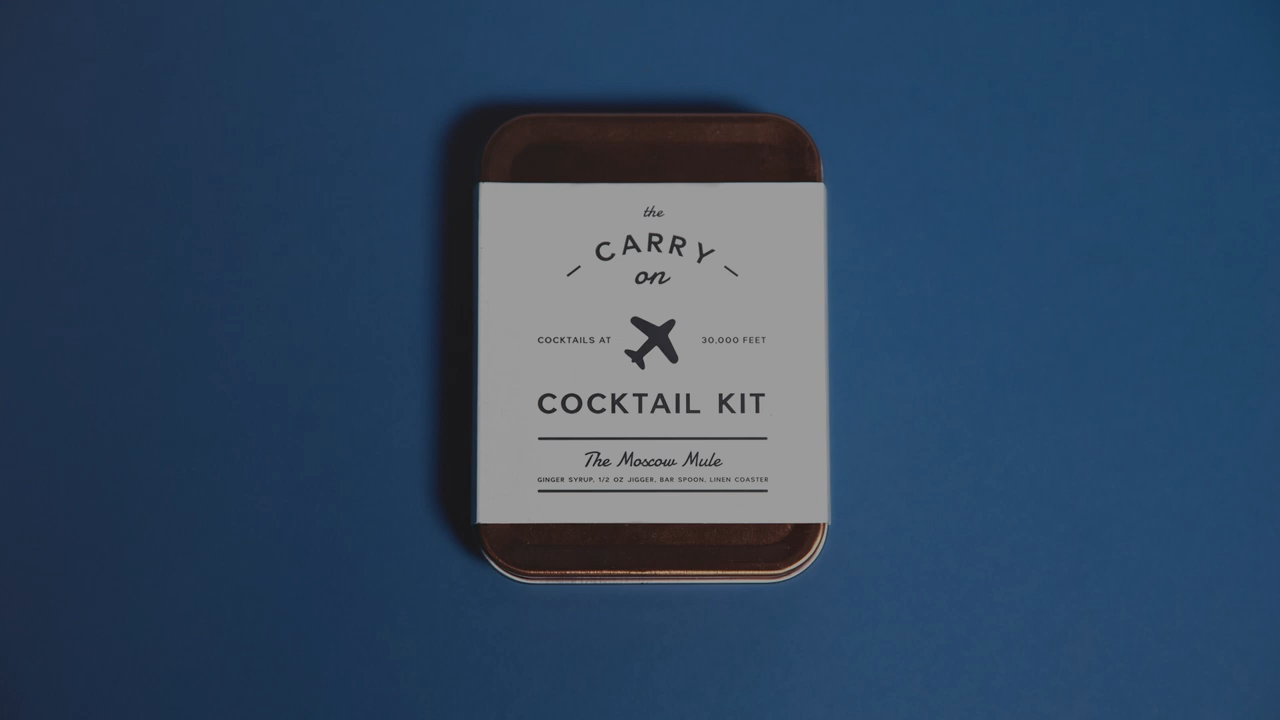 the
CARRY
on
COCKTAILS AT 30,000 FEET
COCKTAIL KIT
The Moscow Mule
GINGER SYRUP, 1/2 OZ JIGGER, BAR SPOON, LINEN COASTER